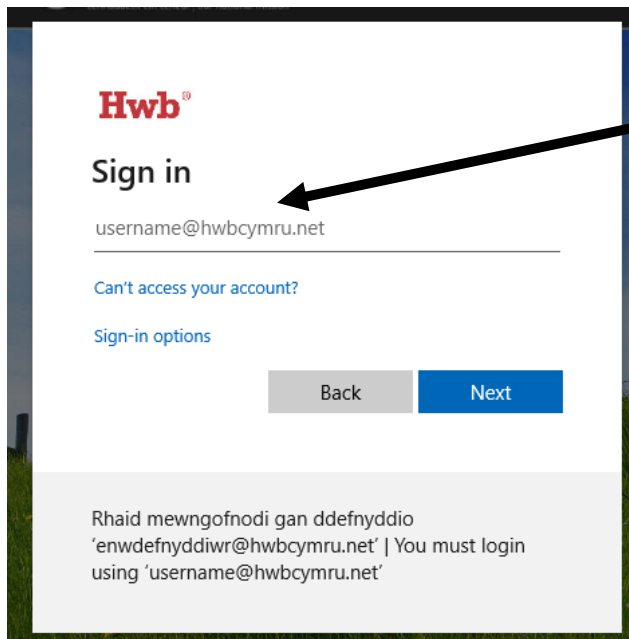 Hwb®
Sign in
username@hwbcymru.net
Can't access your account?
Sign-in options
Back
Next
Rhaid mewngofnodi gan ddefnyddio
‘enwdefnyddiwr@hwbcymru.net’ | You must login
using ‘username@hwbcymru.net’